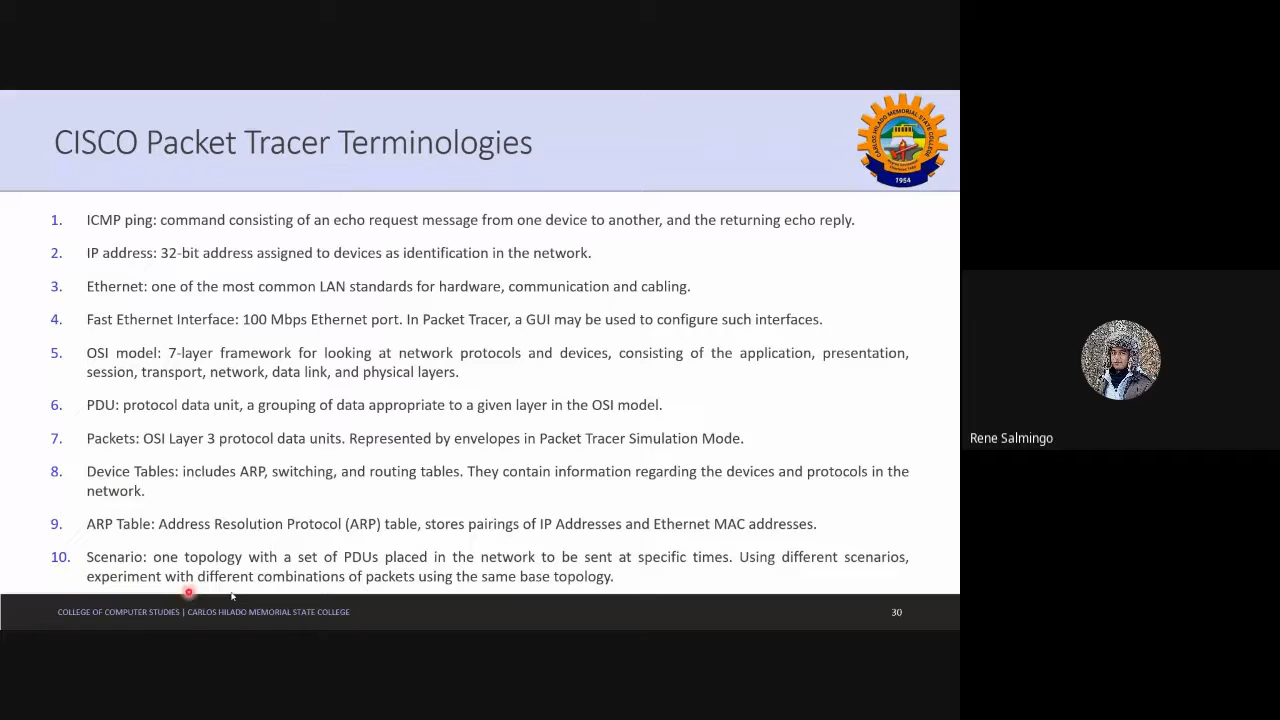 CISCO Packet Tracer Terminologies
CARLOS HILADO MEMORIAL STATE COLLEGE
1954
1. ICMP ping: command consisting of an echo request message from one device to another, and the returning echo reply.
2. IP address: 32-bit address assigned to devices as identification in the network.
3. Ethernet: one of the most common LAN standards for hardware, communication and cabling.
4. Fast Ethernet Interface: 100 Mbps Ethernet port. In Packet Tracer, a GUI may be used to configure such interfaces.
5. OSI model: 7-layer framework for looking at network protocols and devices, consisting of the application, presentation,
session, transport, network, data link, and physical layers.
6. PDU: protocol data unit, a grouping of data appropriate to a given layer in the OSI model.
7. Packets: OSI Layer 3 protocol data units. Represented by envelopes in Packet Tracer Simulation Mode.
8. Device Tables: includes ARP, switching, and routing tables. They contain information regarding the devices and protocols in the
network.
9. ARP Table: Address Resolution Protocol (ARP) table, stores pairings of IP Addresses and Ethernet MAC addresses.
10. Scenario: one topology with a set of PDUs placed in the network to be sent at specific times. Using different scenarios,
experiment with different combinations of packets using the same base topology.
COLLEGE OF COMPUTER STUDIES | CARLOS HILADO MEMORIAL STATE COLLEGE
30
Rene Salmingo